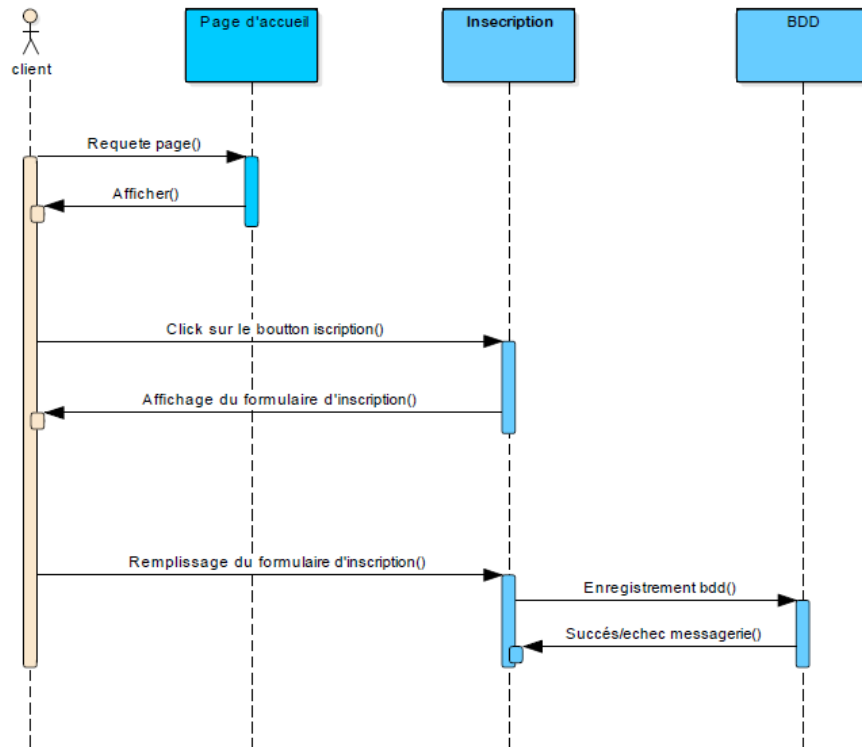 Page d'accueil
Insecription
BDD
client
Requete page()
Afficher()
Click sur le boutton iscription()
Affichage du formulaire d'inscription()
Remplissage du formulaire d'inscription()
Enregistrement bdd()
Succés/echec messagerie()